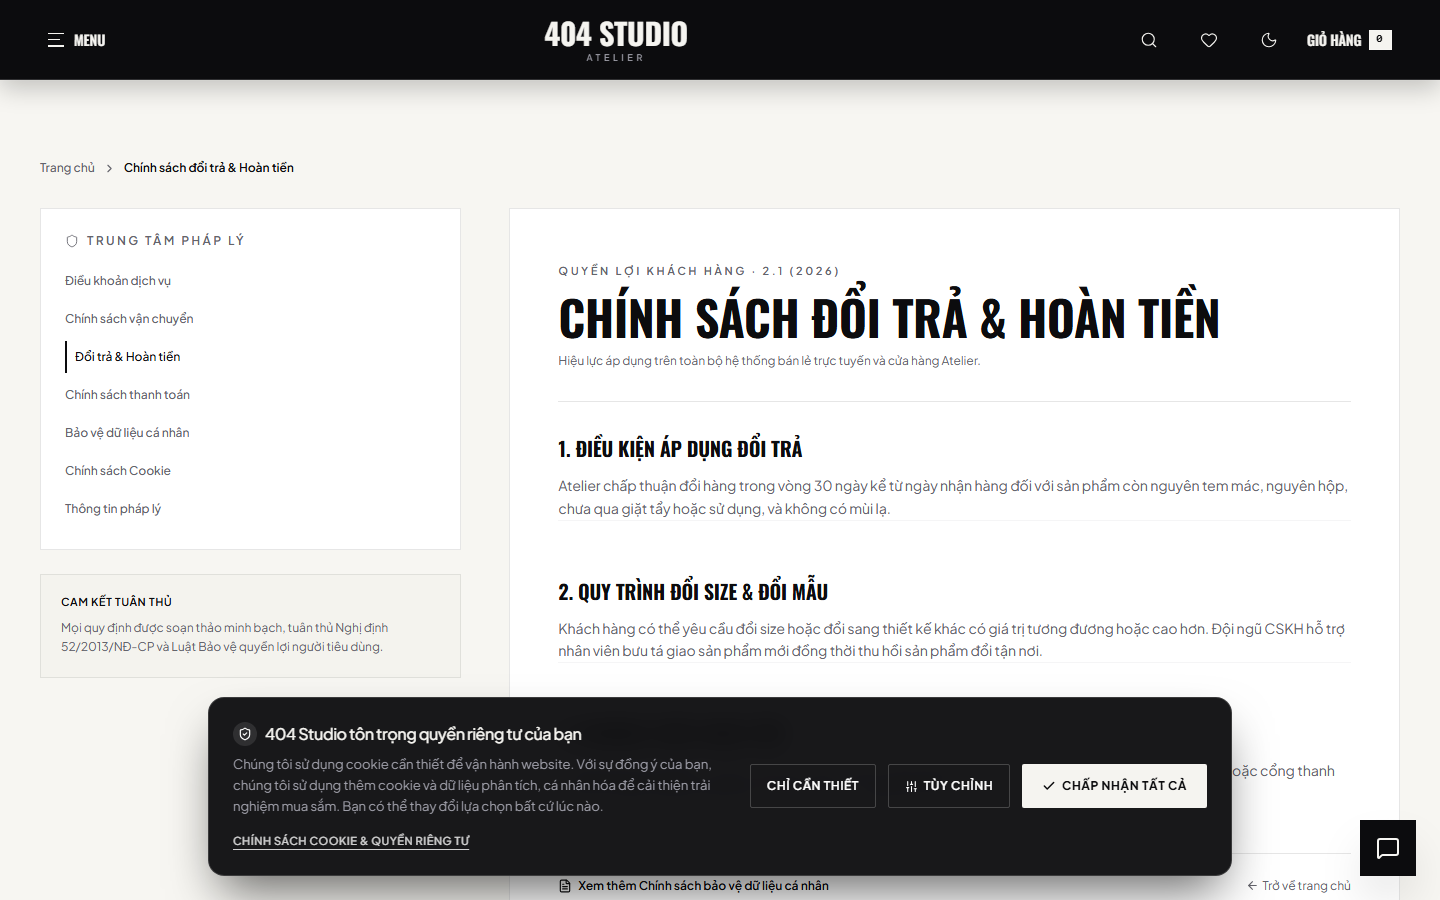 MENU
404 STUDIO
ATELIER
GIỎ HÀNG 0
Trang chủ > Chính sách đổi trả & Hoàn tiền
TRUNG TÂM PHÁP LÝ
Điều khoản dịch vụ
Chính sách vận chuyển
Đổi trả & Hoàn tiền
Chính sách thanh toán
Bảo vệ dữ liệu cá nhân
Chính sách Cookie
Thông tin pháp lý
CAM KẾT TUÂN THỦ
Mọi quy định được soạn thảo minh bạch, tuân thủ Nghị định
52/2013/NĐ-CP và Luật Bảo vệ quyền lợi người tiêu dùng.
QUYỀN LỢI KHÁCH HÀNG · 2.1 (2026)
CHÍNH SÁCH ĐỔI TRẢ & HOÀN TIỀN
Hiệu lực áp dụng trên toàn bộ hệ thống bán lẻ trực tuyến và cửa hàng Atelier.
1. ĐIỀU KIỆN ÁP DỤNG ĐỔI TRẢ
Atelier chấp thuận đổi hàng trong vòng 30 ngày kể từ ngày nhận hàng đối với sản phẩm còn nguyên tem mác, nguyên hộp,
chưa qua giặt tẩy hoặc sử dụng, và không có mùi lạ.
2. QUY TRÌNH ĐỔI SIZE & ĐỔI MẪU
Khách hàng có thể yêu cầu đổi size hoặc đổi sang thiết kế khác có giá trị tương đương hoặc cao hơn. Đội ngũ CSKH hỗ trợ
nhân viên bưu tá giao sản phẩm mới đồng thời thu hồi sản phẩm đổi tận nơi.
oặc cổng thanh
404 Studio tôn trọng quyền riêng tư của bạn
Chúng tôi sử dụng cookie cần thiết để vận hành website. Với sự đồng ý của bạn,
chúng tôi sử dụng thêm cookie và dữ liệu phân tích, cá nhân hóa để cải thiện trải
nghiệm mua sắm. Bạn có thể thay đổi lựa chọn bất cứ lúc nào.
CHÍNH SÁCH COOKIE & QUYỀN RIÊNG TƯ
CHỈ CẦN THIẾT
TÙY CHỈNH
CHẤP NHẬN TẤT CẢ
Xem thêm Chính sách bảo vệ dữ liệu cá nhân
Trở về trang chủ